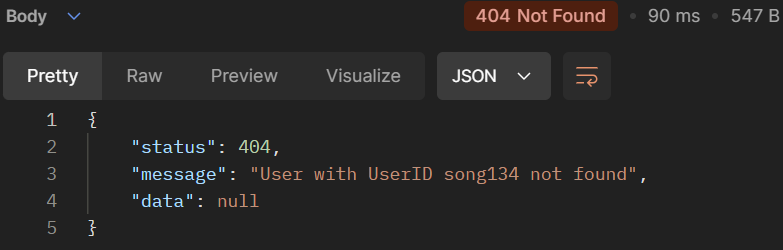 Body 404 Not Found • 90 ms • 547 B
Pretty Raw Preview Visualize JSON
1 {
2 "status": 404,
3 "message": "User with UserID song134 not found",
4 "data": null
5 }